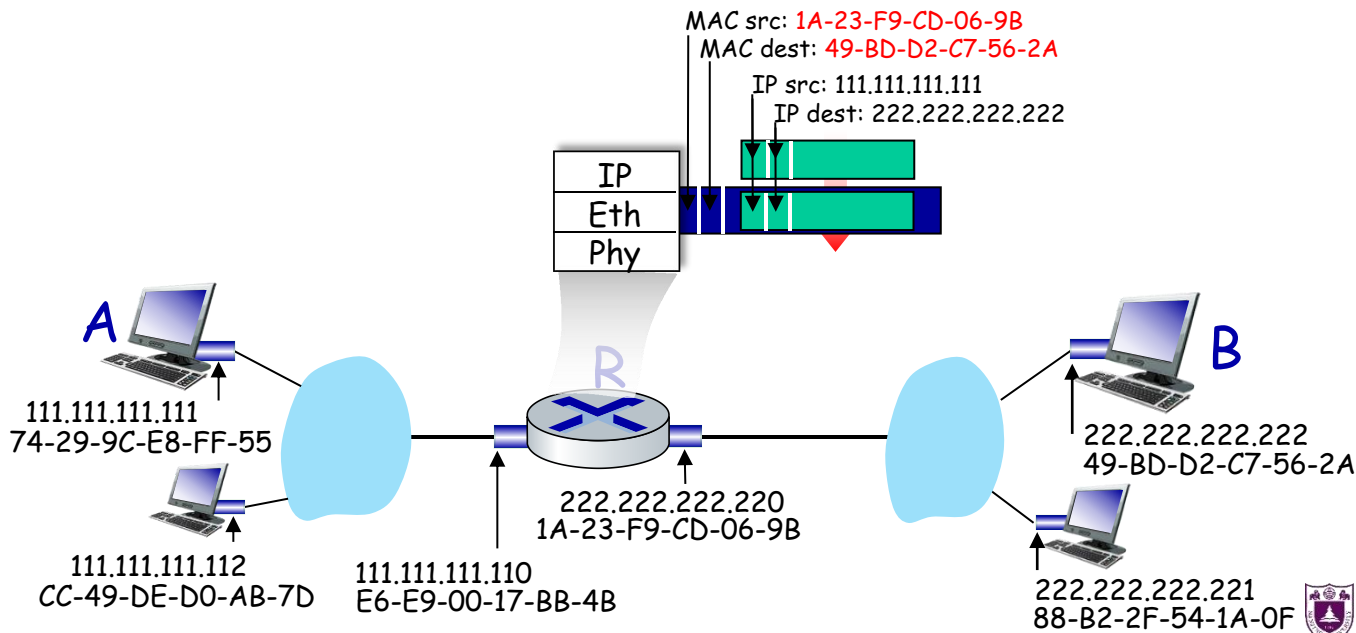 MAC src: 1A-23-F9-CD-06-9B
MAC dest: 49-BD-D2-C7-56-2A
IP src: 111.111.111.111
IP dest: 222.222.222.222
IP
Eth
Phy
A
R
B
111.111.111.111
74-29-9C-E8-FF-55
222.222.222.222
49-BD-D2-C7-56-2A
222.222.222.220
1A-23-F9-CD-06-9B
111.111.111.112
CC-49-DE-D0-AB-7D
111.111.111.110
E6-E9-00-17-BB-4B
222.222.222.221
88-B2-2F-54-1A-0F